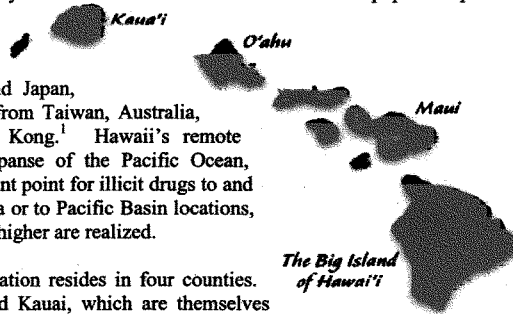 Kaua'i
O'ahu
d Japan,
from Taiwan, Australia,
Kong.1 Hawaii's remote
Maui
panse of the Pacific Ocean,
nt point for illicit drugs to and
a or to Pacific Basin locations,
higher are realized.
The Big Island
of Hawai'i
ation resides in four counties.
d Kauai, which are themselves